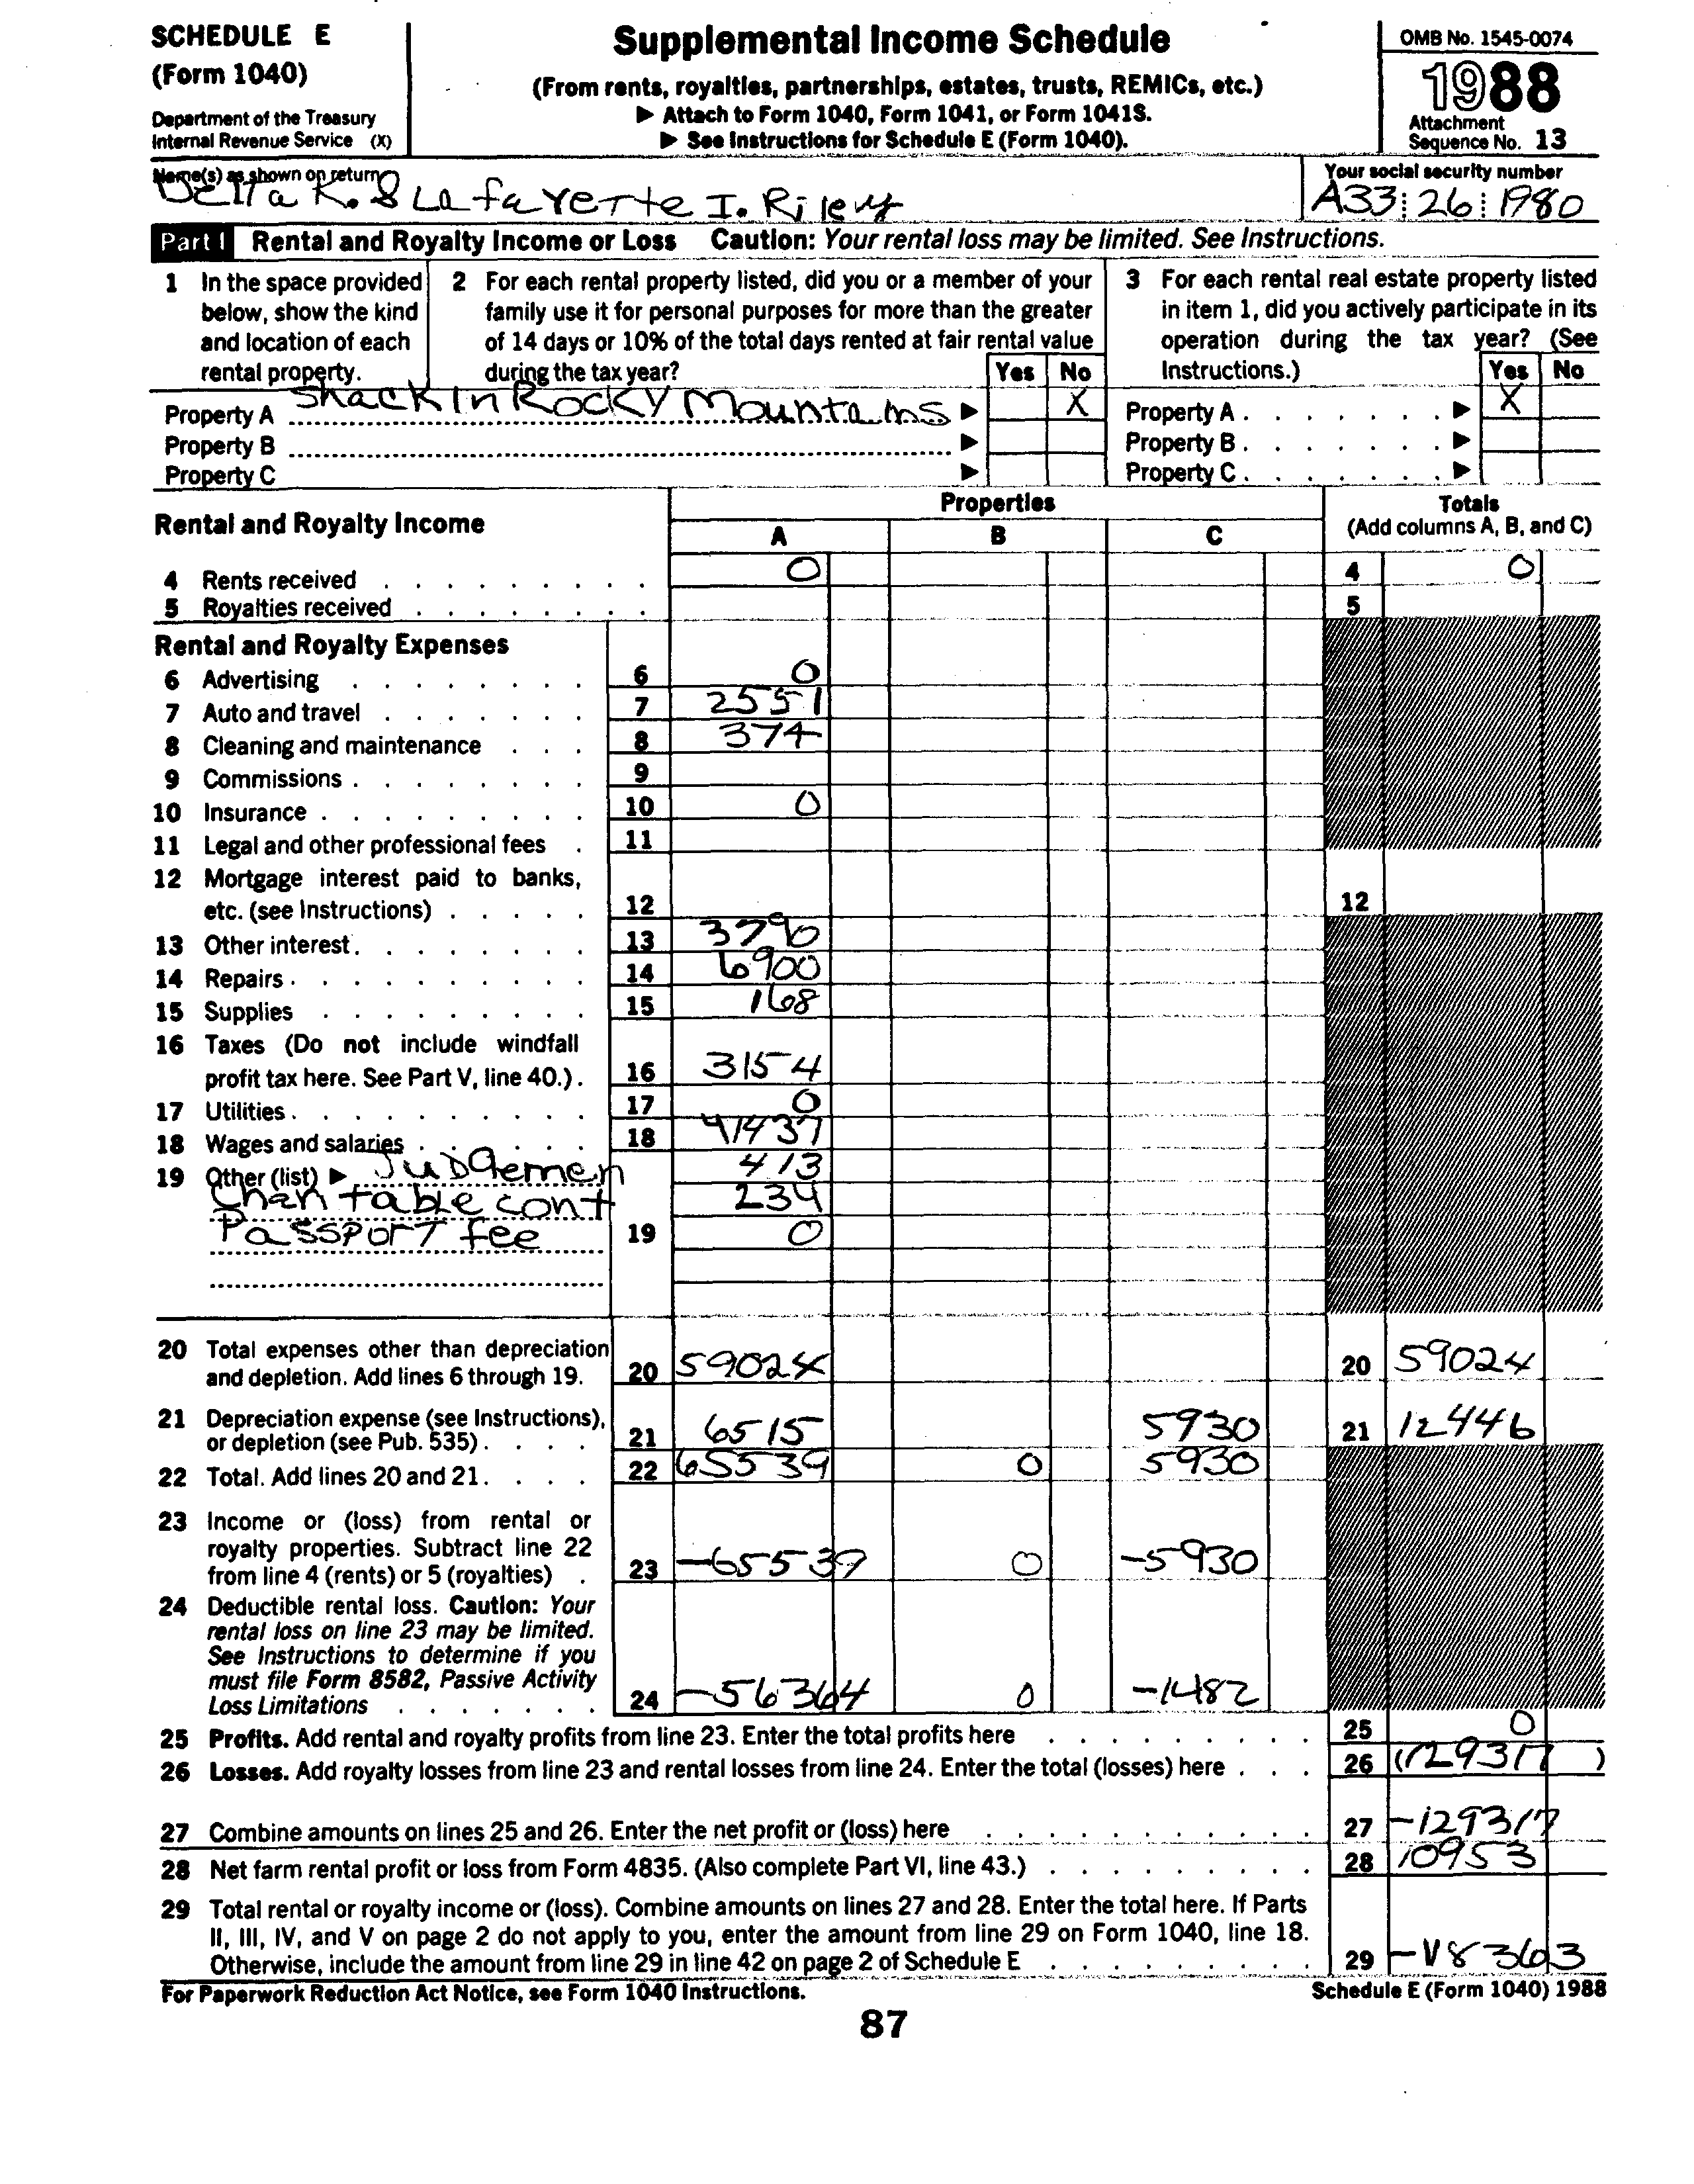 SCHEDULE E
(Form 1040)
Department of the Treasury
Internal Revenue Service (X)
Supplemental Income Schedule
(From rents, royalties, partnerships, estates, trusts, REMICs, etc.)
▶ Attach to Form 1040, Form 1041, or Form 1041S.
▶ See Instructions for Schedule E (Form 1040).
OMB No. 1545-0074
1988
Attachment
Sequence No. 13
Name(s) as shown on return
Delta K. & Lafayette I. Riley
Your social security number
A33 26 1980
Part I Rental and Royalty Income or Loss Caution: Your rental loss may be limited. See Instructions.
1 In the space provided
below, show the kind
and location of each
rental property.
2 For each rental property listed, did you or a member of your
family use it for personal purposes for more than the greater
of 14 days or 10% of the total days rented at fair rental value
during the tax year? Yes No
3 For each rental real estate property listed
in item 1, did you actively participate in its
operation during the tax year? (See
Instructions.) Yes No
Property A Shack In Rocky Mountains ▶ X Property A . . . . . . . ▶ X
Property B ▶ Property B . . . . . . . ▶
Property C ▶ Property C . . . . . . . ▶
Rental and Royalty Income
Properties
A B C
Totals
(Add columns A, B, and C)
4 Rents received 0 4 0
5 Royalties received 5
Rental and Royalty Expenses
6 Advertising 6 0
7 Auto and travel 7 2551
8 Cleaning and maintenance 8 374
9 Commissions 9
10 Insurance 10 0
11 Legal and other professional fees 11
12 Mortgage interest paid to banks,
etc. (see Instructions) 12 12
13 Other interest 13 3790
14 Repairs 14 6900
15 Supplies 15 168
16 Taxes (Do not include windfall
profit tax here. See Part V, line 40.) 16 3154
17 Utilities 17 0
18 Wages and salaries 18 41437
19 Other (list) ▶ Judgemen 413
Charitable cont 234
Passport fee 19 0
20 Total expenses other than depreciation
and depletion. Add lines 6 through 19. 20 59024 20 59024
21 Depreciation expense (see Instructions),
or depletion (see Pub. 535) 21 6515 5930 21 12446
22 Total. Add lines 20 and 21 22 65539 0 5930
23 Income or (loss) from rental or
royalty properties. Subtract line 22
from line 4 (rents) or 5 (royalties) 23 -65539 0 -5930
24 Deductible rental loss. Caution: Your
rental loss on line 23 may be limited.
See Instructions to determine if you
must file Form 8582, Passive Activity
Loss Limitations 24 -56364 0 -1482
25 Profits. Add rental and royalty profits from line 23. Enter the total profits here 25 0
26 Losses. Add royalty losses from line 23 and rental losses from line 24. Enter the total (losses) here 26 (129317)
27 Combine amounts on lines 25 and 26. Enter the net profit or (loss) here 27 -129317
28 Net farm rental profit or loss from Form 4835. (Also complete Part VI, line 43.) 28 10953
29 Total rental or royalty income or (loss). Combine amounts on lines 27 and 28. Enter the total here. If Parts
II, III, IV, and V on page 2 do not apply to you, enter the amount from line 29 on Form 1040, line 18.
Otherwise, include the amount from line 29 in line 42 on page 2 of Schedule E 29
For Paperwork Reduction Act Notice, see Form 1040 Instructions.
Schedule E (Form 1040) 1988
87